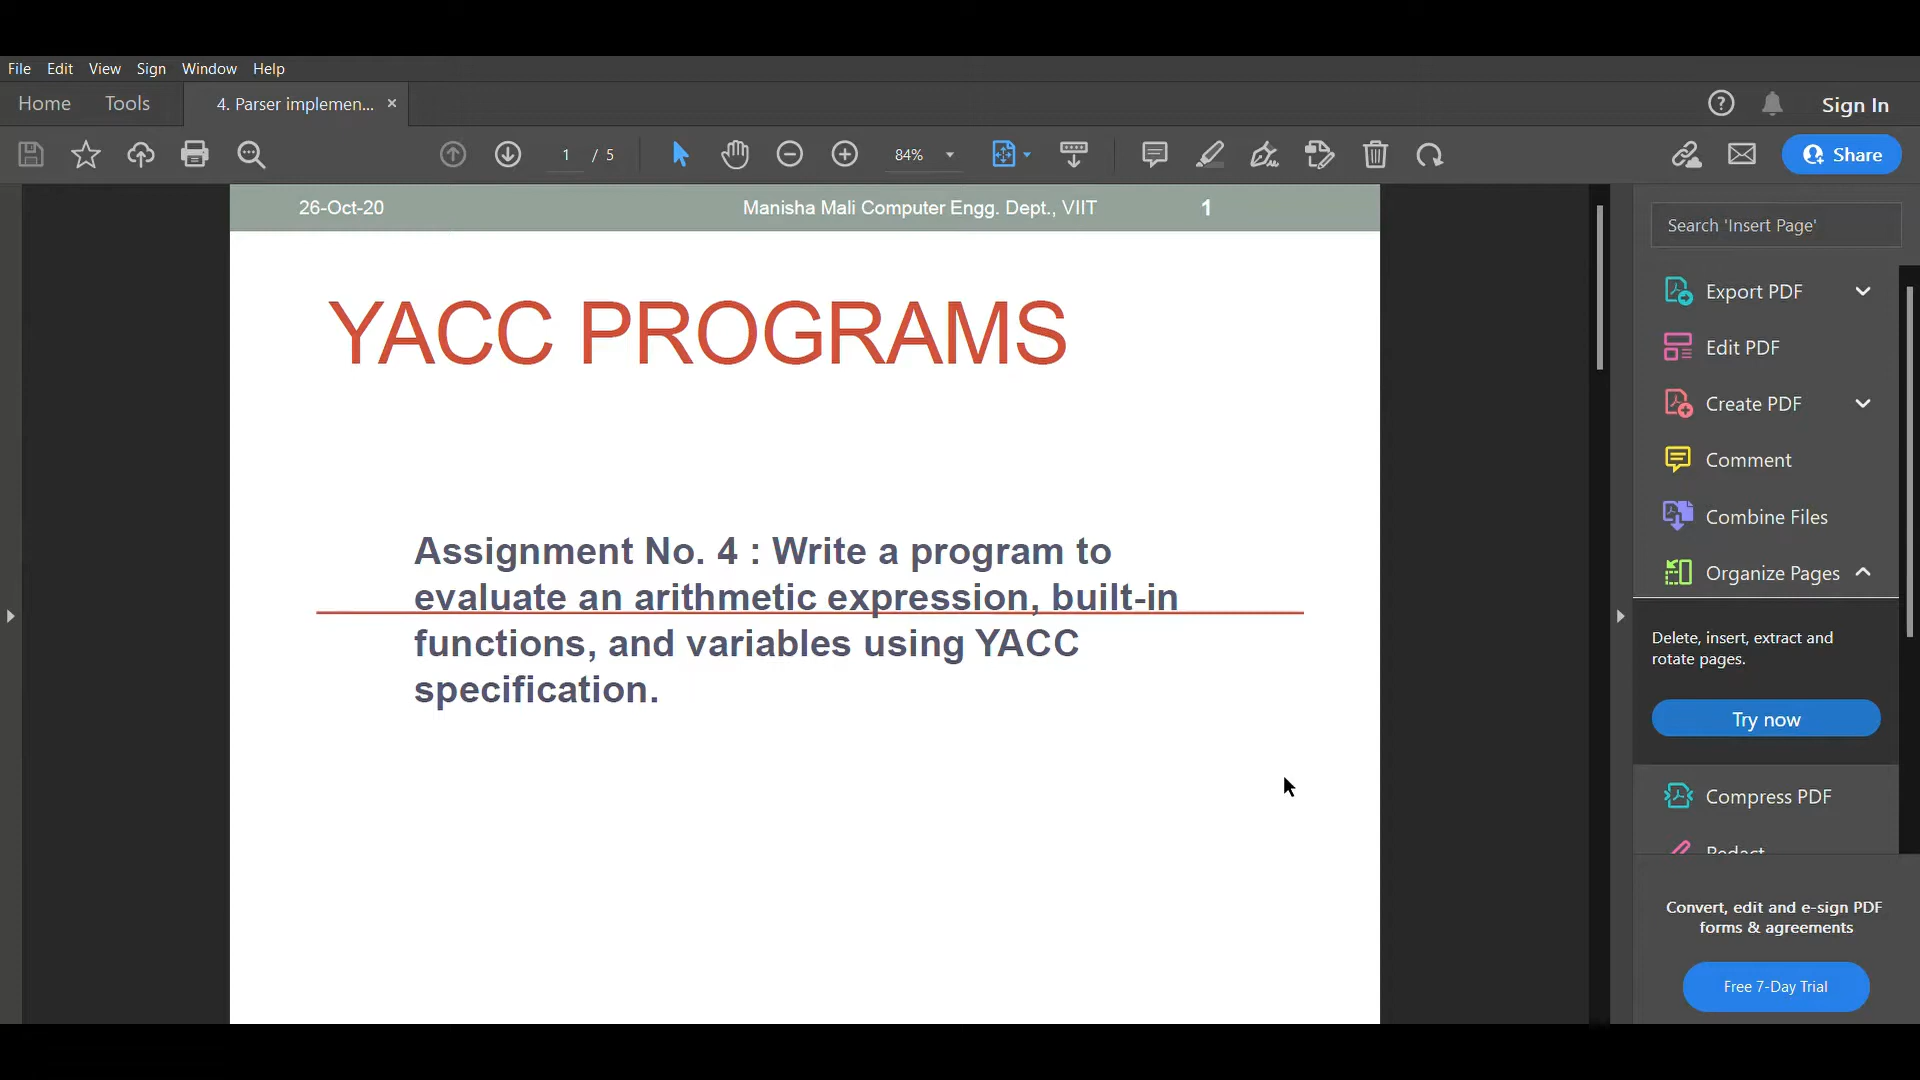 File Edit View Sign Window Help
Home Tools 4. Parser implemen... × Sign In
1 / 5 84% Share
26-Oct-20 Manisha Mali Computer Engg. Dept., VIIT 1
YACC PROGRAMS
Assignment No. 4 : Write a program to
evaluate an arithmetic expression, built-in
functions, and variables using YACC
specification.
Search 'Insert Page'
Export PDF
Edit PDF
Create PDF
Comment
Combine Files
Organize Pages
Delete, insert, extract and
rotate pages.
Try now
Compress PDF
Redact
Convert, edit and e-sign PDF
forms & agreements
Free 7-Day Trial